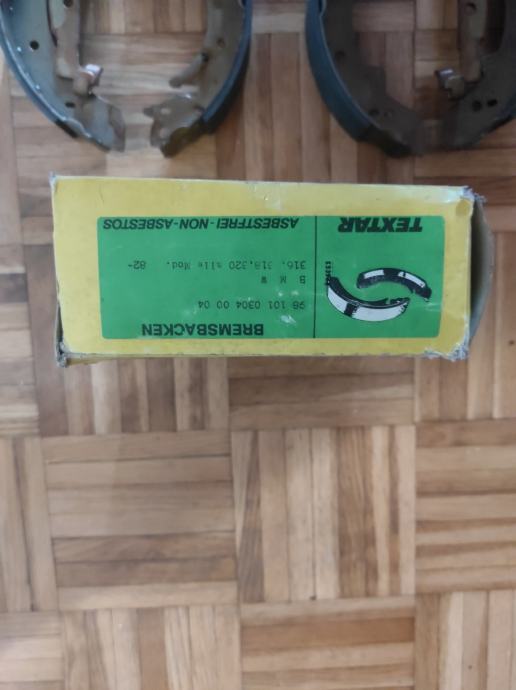 BREMSBACKEN
98 101 0304 00 04
B M W
316, 318,320 alle Mod. 82-
TEXTAR
ASBESTFREI - NON-ASBESTOS